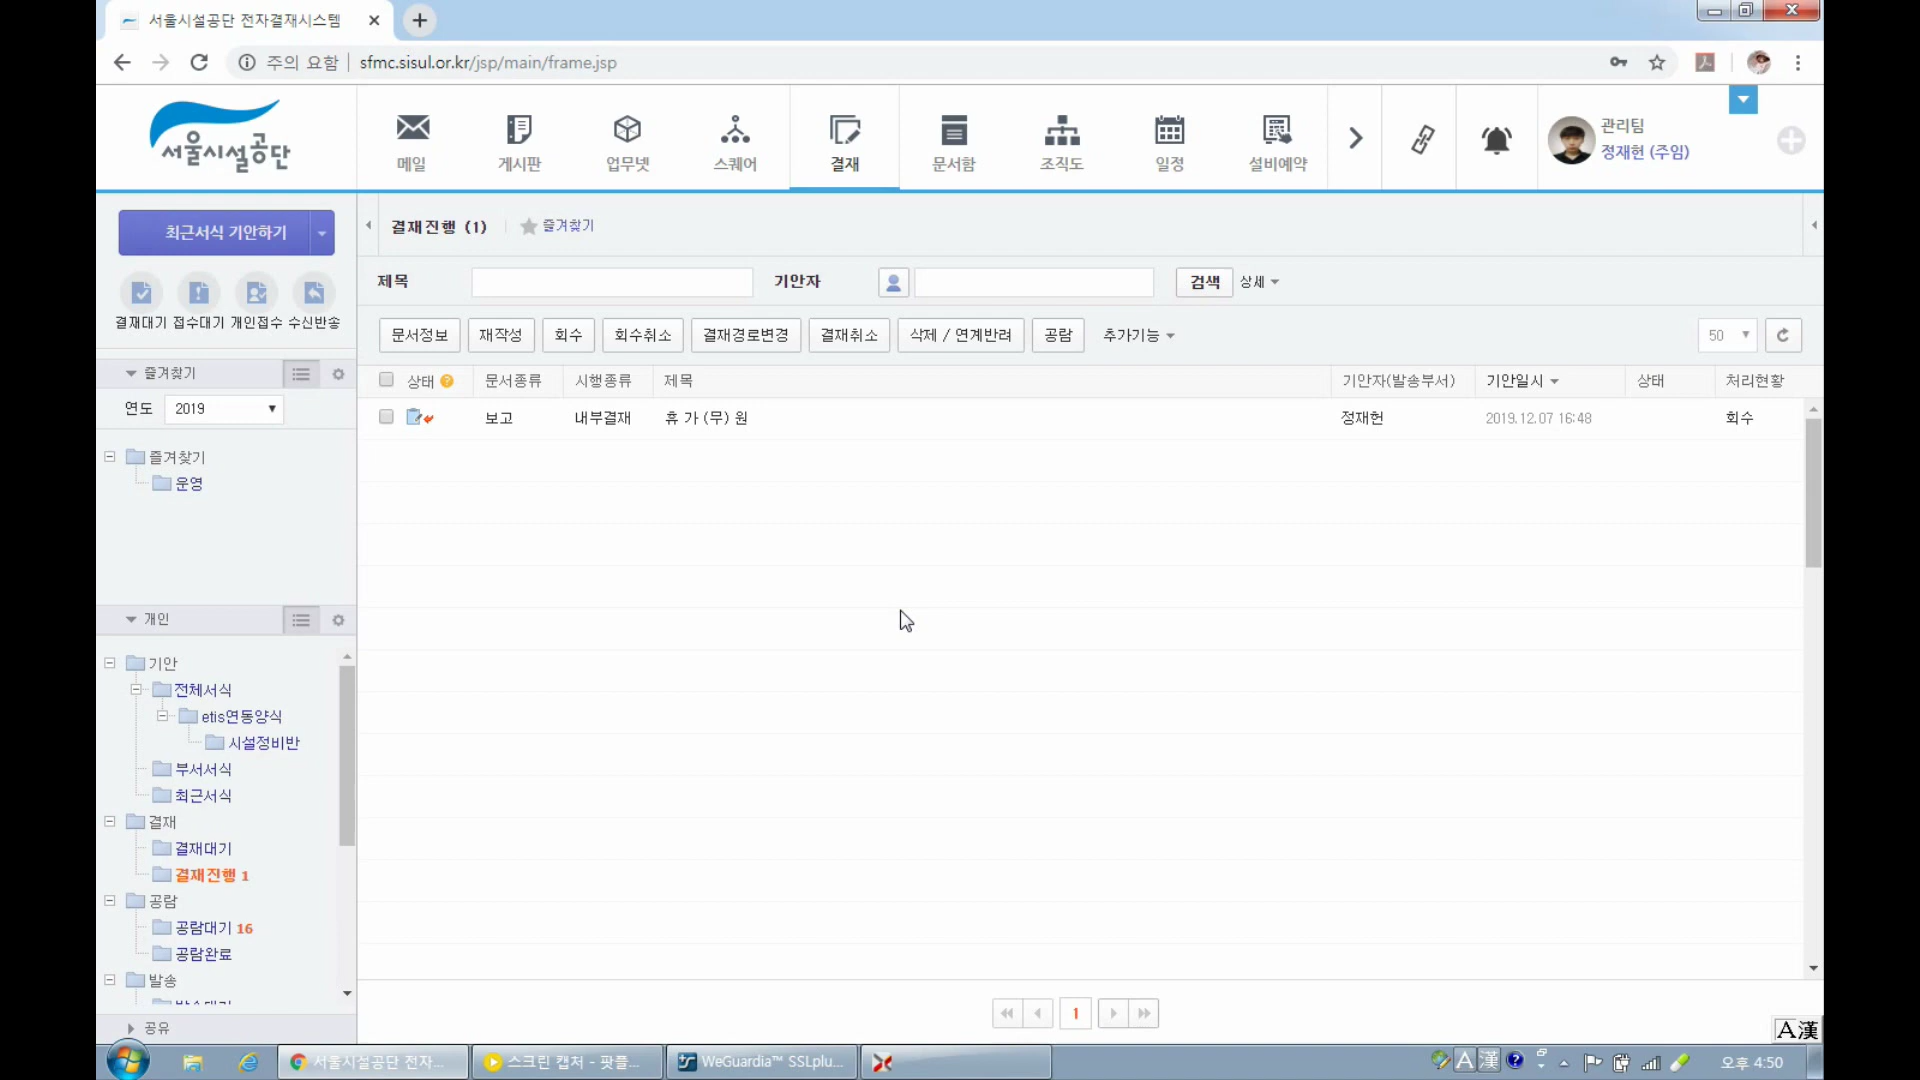 서울시설공단 전자결재시스템
주의 요함 | sfmc.sisul.or.kr/jsp/main/frame.jsp
서울시설공단
메일 게시판 업무넷 스퀘어 결재 문서함 조직도 일정 설비예약
관리팀
정재헌 (주임)
최근서식 기안하기
결재대기 접수대기 개인접수 수신반송
결재진행 (1) 즐겨찾기
제목 기안자 검색 상세
문서정보 재작성 회수 회수취소 결재경로변경 결재취소 삭제 / 연계반려 공람 추가기능 50
상태 문서종류 시행종류 제목 기안자(발송부서) 기안일시 상태 처리현황
보고 내부결재 휴 가 (무) 원 정재헌 2019.12.07 16:48 회수
즐겨찾기
연도 2019
즐겨찾기
운영
개인
기안
전체서식
etis연동양식
시설정비반
부서서식
최근서식
결재
결재대기
결재진행 1
공람
공람대기 16
공람완료
발송
공유
1
A漢
서울시설공단 전자... 스크린 캡처 - 팟플... WeGuardia™ SSLplu... A 漢 오후 4:50